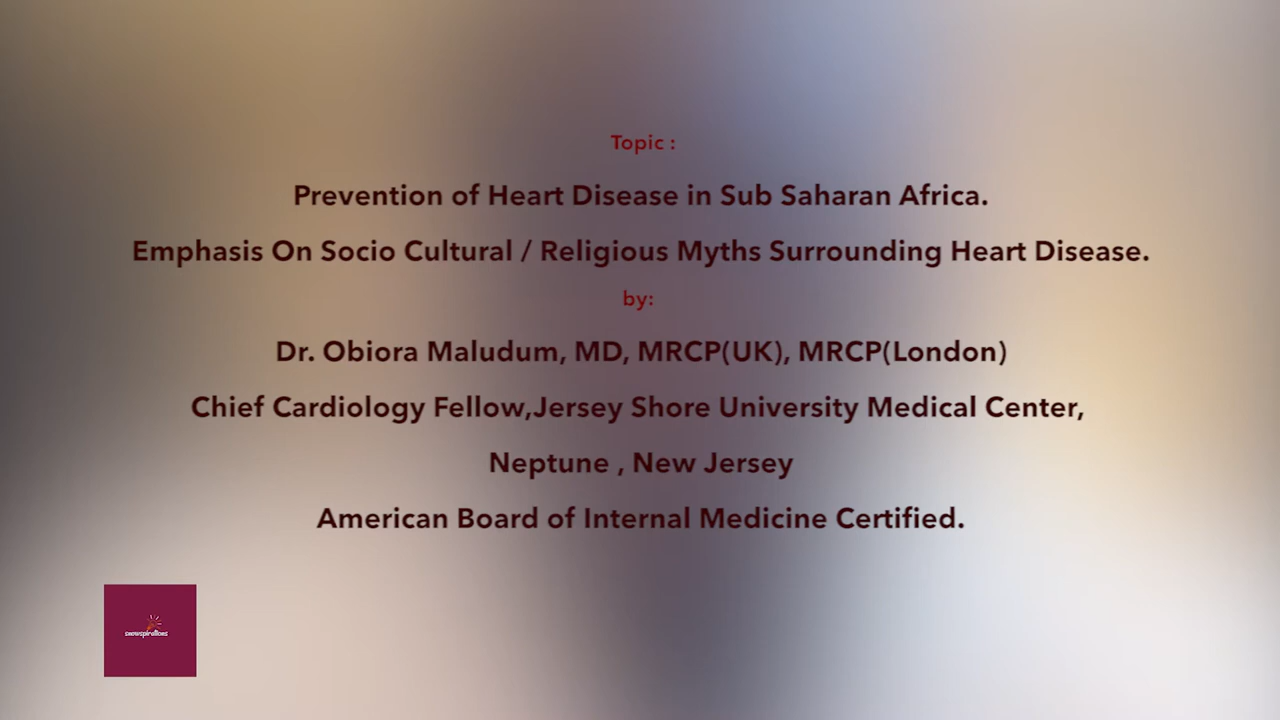 Topic :
Prevention of Heart Disease in Sub Saharan Africa.
Emphasis On Socio Cultural / Religious Myths Surrounding Heart Disease.
by:
Dr. Obiora Maludum, MD, MRCP(UK), MRCP(London)
Chief Cardiology Fellow,Jersey Shore University Medical Center,
Neptune , New Jersey
American Board of Internal Medicine Certified.
snowspirations